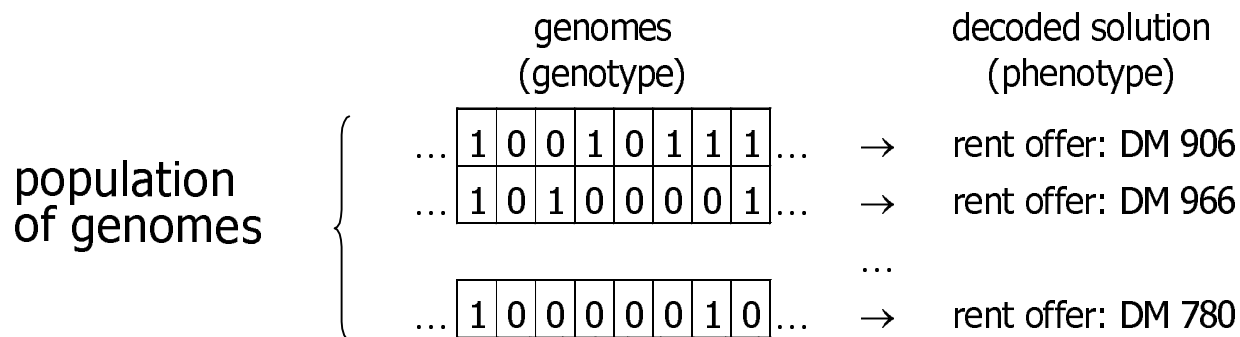 genomes decoded solution
(genotype) (phenotype)
... 1 0 0 1 0 1 1 1 ... → rent offer: DM 906
population
... 1 0 1 0 0 0 0 1 ... → rent offer: DM 966
of genomes
...
... 1 0 0 0 0 0 1 0 ... → rent offer: DM 780